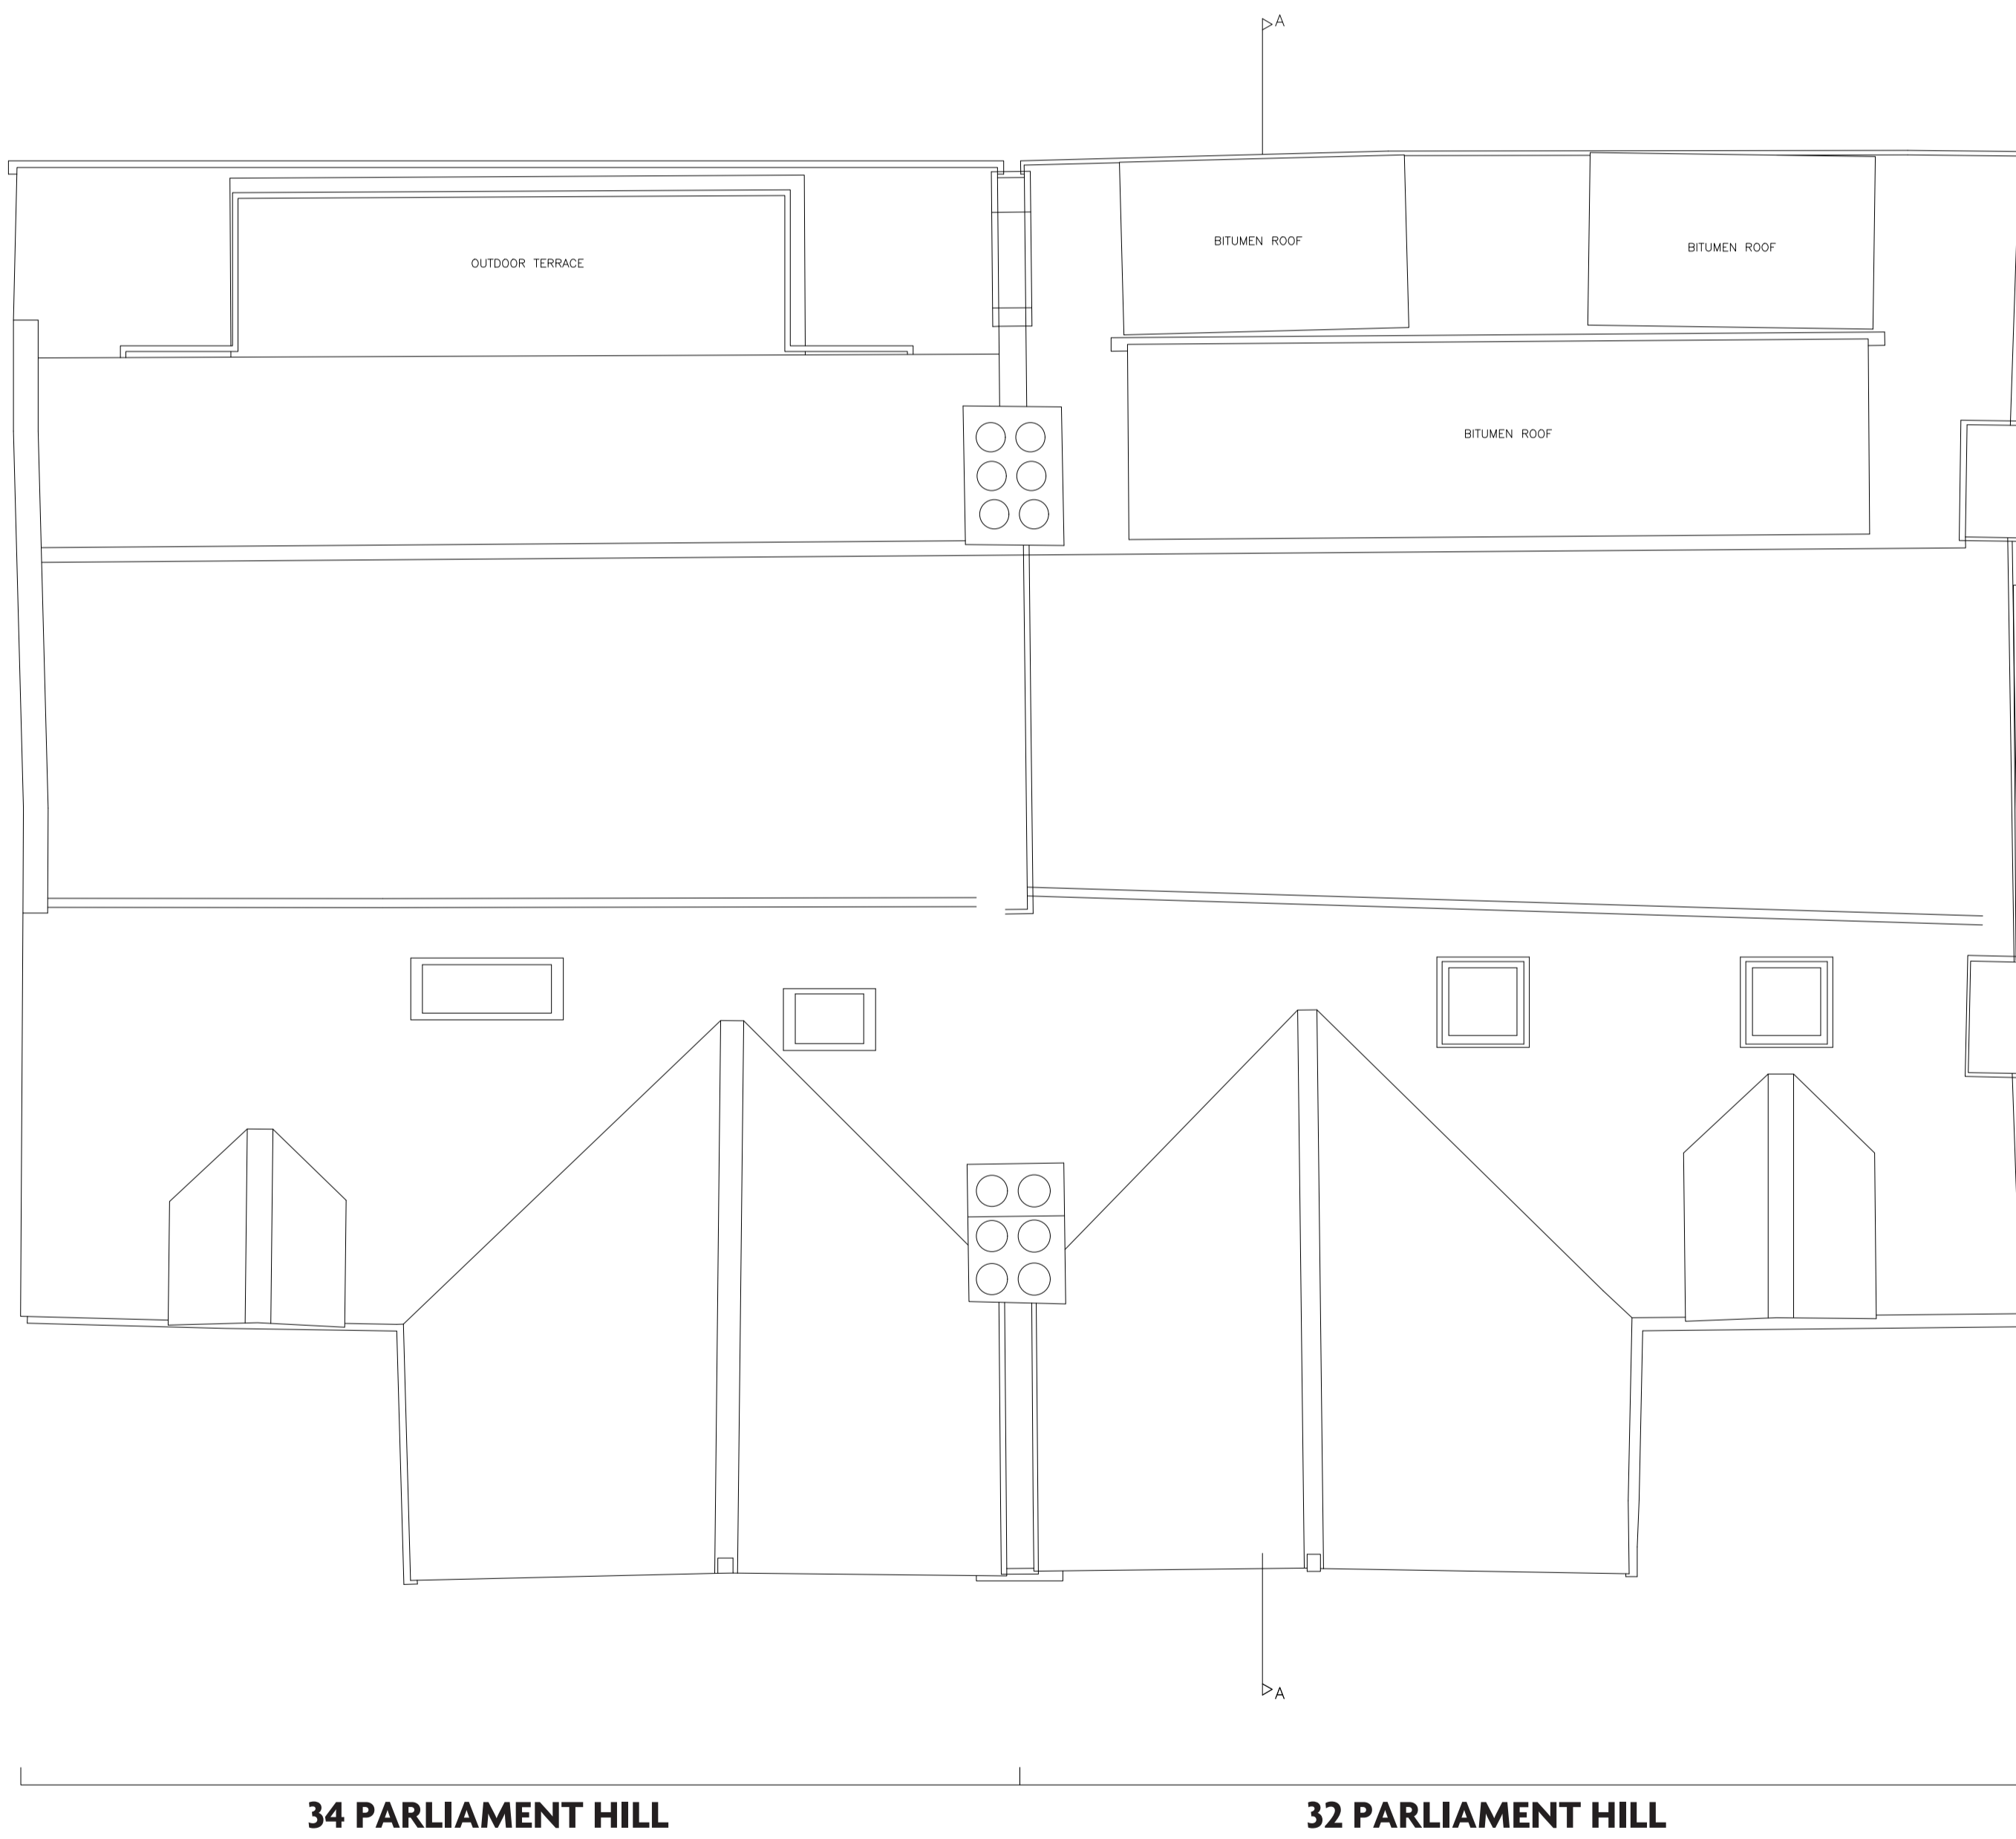 A
BITUMEN ROOF
BITUMEN ROOF
OUTDOOR TERRACE
BITUMEN ROOF
A
34 PARLIAMENT HILL
32 PARLIAMENT HILL